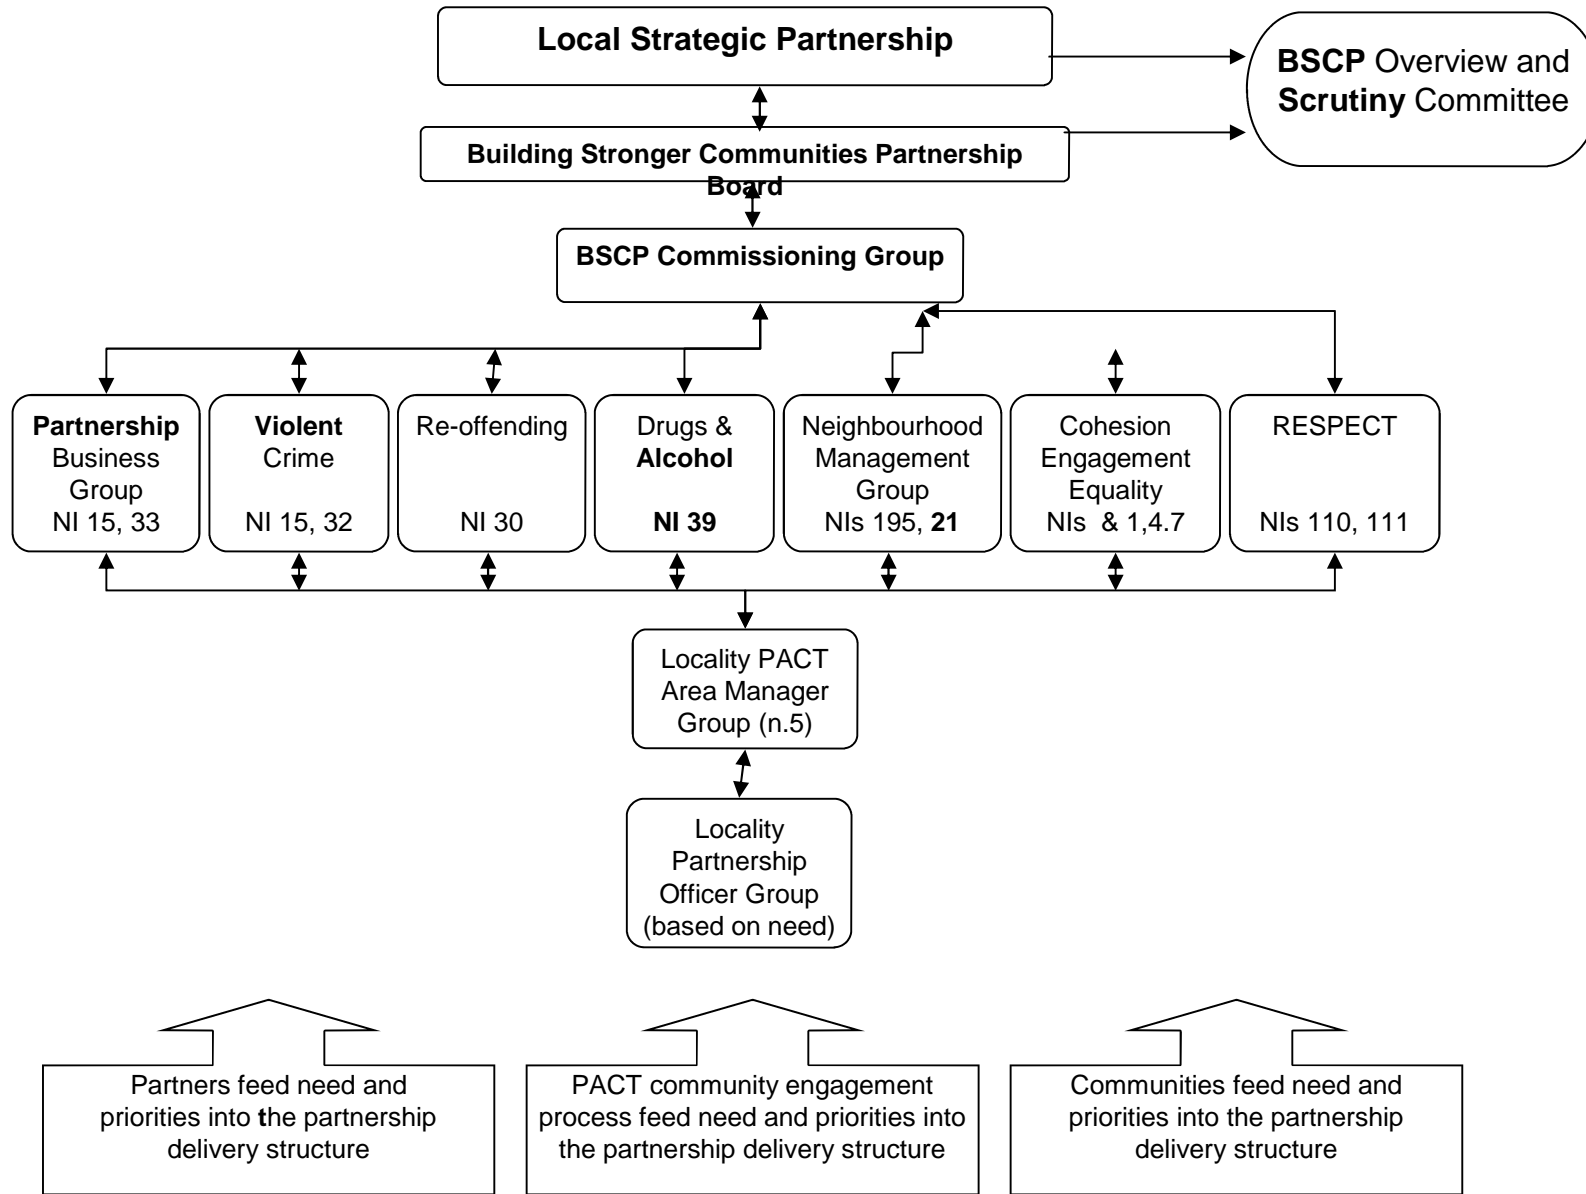 Local Strategic Partnership
BSCP Overview and
Scrutiny Committee
Building Stronger Communities Partnership
Board
BSCP Commissioning Group
Partnership
Business
Group
NI 15, 33
Violent
Crime
NI 15, 32
Re-offending
NI 30
Drugs &
Alcohol
NI 39
Neighbourhood
Management
Group
NIs 195, 21
Cohesion
Engagement
Equality
NIs & 1,4.7
RESPECT
NIs 110, 111
Locality PACT
Area Manager
Group (n.5)
Locality
Partnership
Officer Group
(based on need)
Partners feed need and
priorities into the partnership
delivery structure
PACT community engagement
process feed need and priorities into
the partnership delivery structure
Communities feed need and
priorities into the partnership
delivery structure